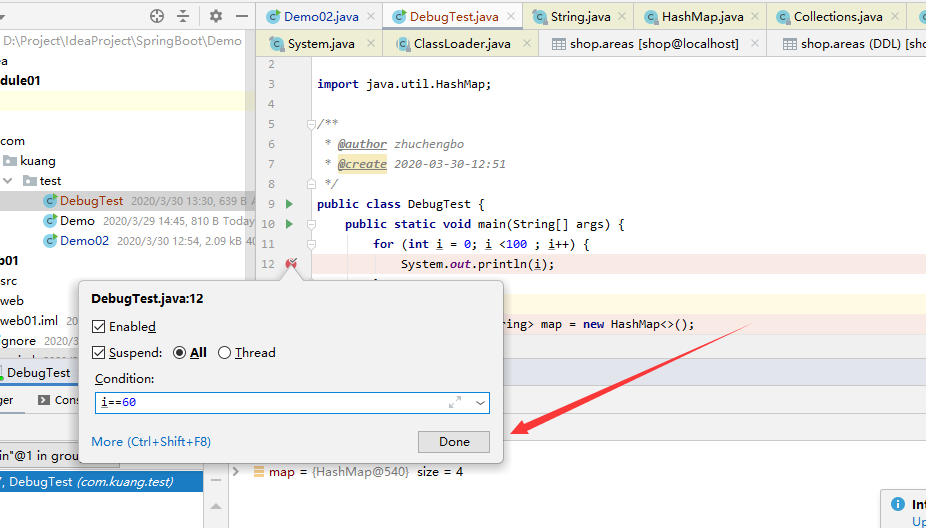 Demo02.java
DebugTest.java
String.java
HashMap.java
Collections.java
System.java
ClassLoader.java
shop.areas [shop@localhost]
shop.areas (DDL) [sho
D:\Project\IdeaProject\SpringBoot\Demo
ea
dule01
com
kuang
test
DebugTest 2020/3/30 13:30, 639 B A
Demo 2020/3/29 14:45, 810 B Today
Demo02 2020/3/30 12:54, 2.09 kB 40
b01
src
web
web01.iml 20
ignore 2020/3
2
3 import java.util.HashMap;
4
5 /**
6 * @author zhuchengbo
7 * @create 2020-03-30-12:51
8 */
9 public class DebugTest {
10 public static void main(String[] args) {
11 for (int i = 0; i <100 ; i++) {
12 System.out.println(i);
ring> map = new HashMap<>();
DebugTest.java:12
Enabled
Suspend: All Thread
Condition:
i==60
More (Ctrl+Shift+F8)
Done
DebugTest
ger
Cons
in"@1 in grou
, DebugTest (com.kuang.test)
map = {HashMap@540} size = 4
Int
Up